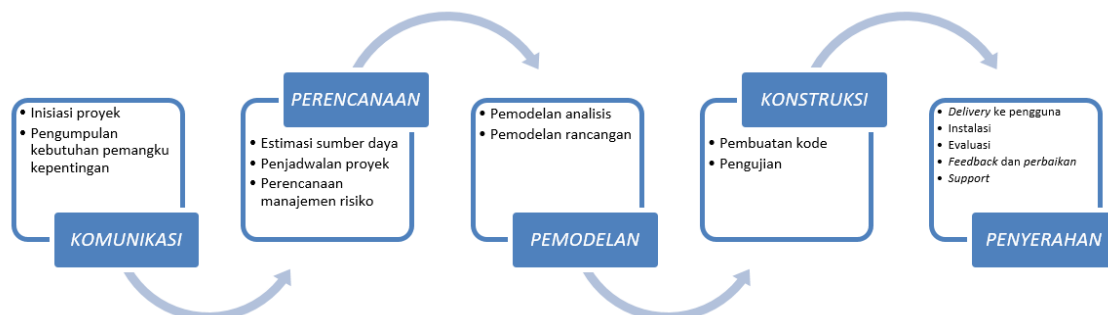 Inisiasi proyek
Pengumpulan
kebutuhan pemangku
kepentingan
KOMUNIKASI
PERENCANAAN
Estimasi sumber daya
Penjadwalan proyek
Perencanaan
manajemen risiko
Pemodelan analisis
Pemodelan rancangan
PEMODELAN
KONSTRUKSI
Pembuatan kode
Pengujian
Delivery ke pengguna
Instalasi
Evaluasi
Feedback dan perbaikan
Support
PENYERAHAN